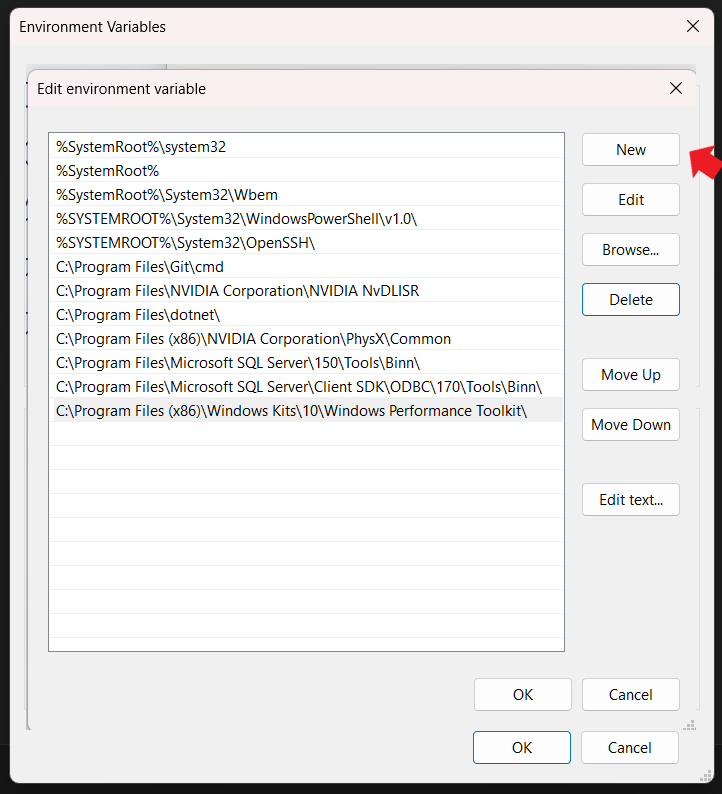 Environment Variables
Edit environment variable
%SystemRoot%\system32
%SystemRoot%
%SystemRoot%\System32\Wbem
%SYSTEMROOT%\System32\WindowsPowerShell\v1.0\
%SYSTEMROOT%\System32\OpenSSH\
C:\Program Files\Git\cmd
C:\Program Files\NVIDIA Corporation\NVIDIA NvDLISR
C:\Program Files\dotnet\
C:\Program Files (x86)\NVIDIA Corporation\PhysX\Common
C:\Program Files\Microsoft SQL Server\150\Tools\Binn\
C:\Program Files\Microsoft SQL Server\Client SDK\ODBC\170\Tools\Binn\
C:\Program Files (x86)\Windows Kits\10\Windows Performance Toolkit\
New
Edit
Browse...
Delete
Move Up
Move Down
Edit text...
OK
Cancel
OK
Cancel